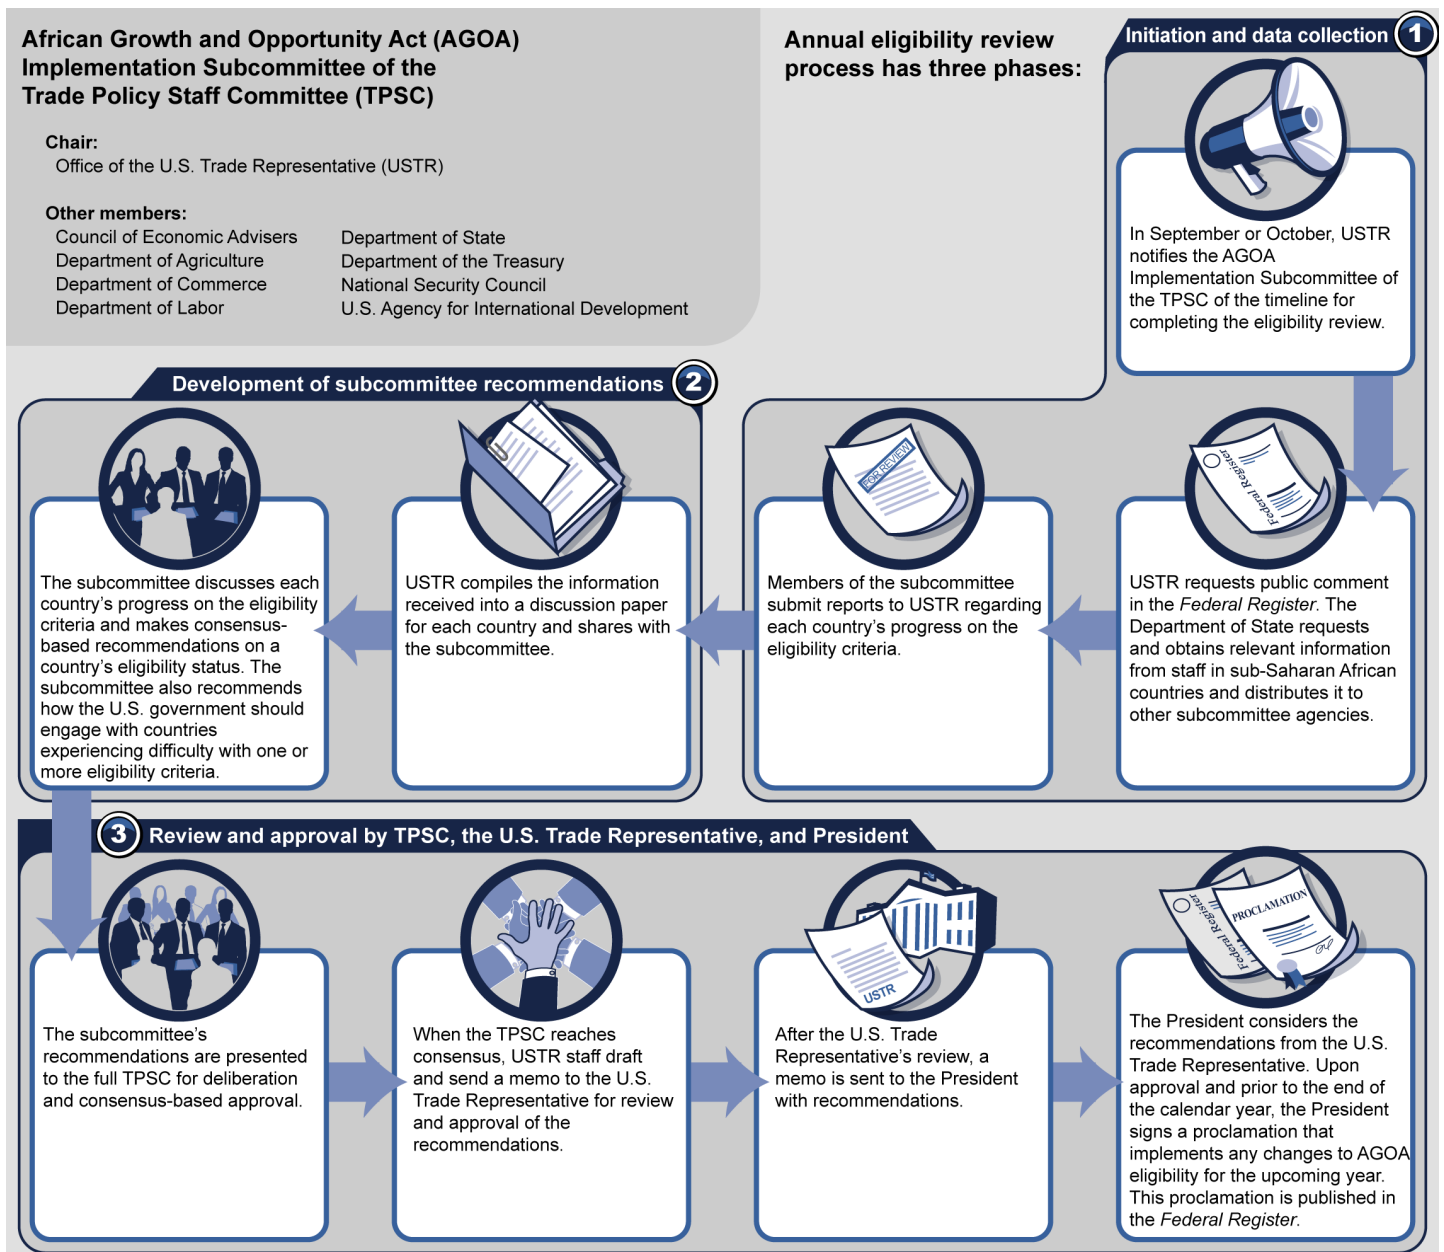 African Growth and Opportunity Act (AGOA)
Implementation Subcommittee of the
Trade Policy Staff Committee (TPSC)
Chair:
Office of the U.S. Trade Representative (USTR)
Other members:
Council of Economic Advisers
Department of Agriculture
Department of Commerce
Department of Labor
Department of State
Department of the Treasury
National Security Council
U.S. Agency for International Development
Annual eligibility review
process has three phases:
Initiation and data collection 1
In September or October, USTR
notifies the AGOA
Implementation Subcommittee of
the TPSC of the timeline for
completing the eligibility review.
Federal Register
USTR requests public comment
in the Federal Register. The
Department of State requests
and obtains relevant information
from staff in sub-Saharan African
countries and distributes it to
other subcommittee agencies.
FOR REVIEW
Members of the subcommittee
submit reports to USTR regarding
each country's progress on the
eligibility criteria.
Development of subcommittee recommendations 2
USTR compiles the information
received into a discussion paper
for each country and shares with
the subcommittee.
The subcommittee discusses each
country's progress on the eligibility
criteria and makes consensus-
based recommendations on a
country's eligibility status. The
subcommittee also recommends
how the U.S. government should
engage with countries
experiencing difficulty with one or
more eligibility criteria.
3 Review and approval by TPSC, the U.S. Trade Representative, and President
The subcommittee's
recommendations are presented
to the full TPSC for deliberation
and consensus-based approval.
When the TPSC reaches
consensus, USTR staff draft
and send a memo to the U.S.
Trade Representative for review
and approval of the
recommendations.
USTR
After the U.S. Trade
Representative's review, a
memo is sent to the President
with recommendations.
Federal Register
PROCLAMATION
The President considers the
recommendations from the U.S.
Trade Representative. Upon
approval and prior to the end of
the calendar year, the President
signs a proclamation that
implements any changes to AGOA
eligibility for the upcoming year.
This proclamation is published in
the Federal Register.